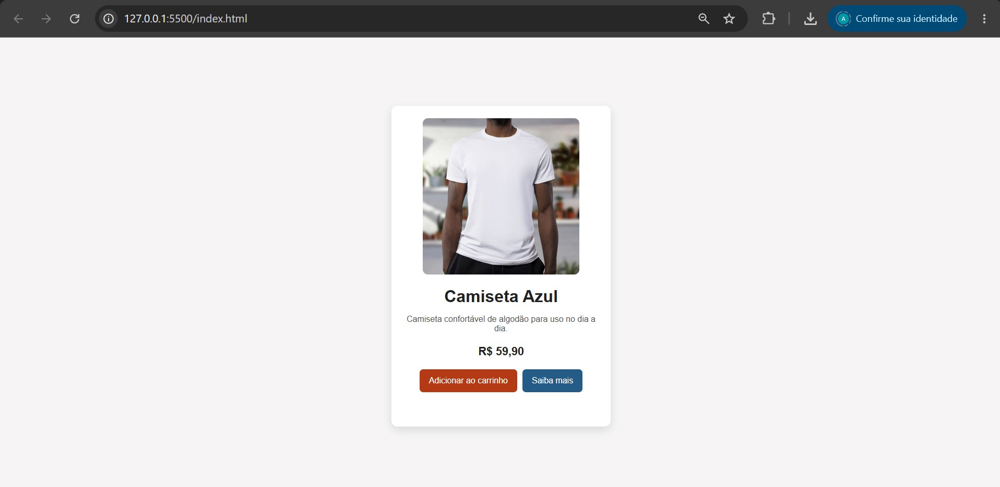 127.0.0.1:5500/index.html
A
Confirme sua identidade
Camiseta Azul
Camiseta confortável de algodão para uso no dia a
dia.
R$ 59,90
Adicionar ao carrinho
Saiba mais